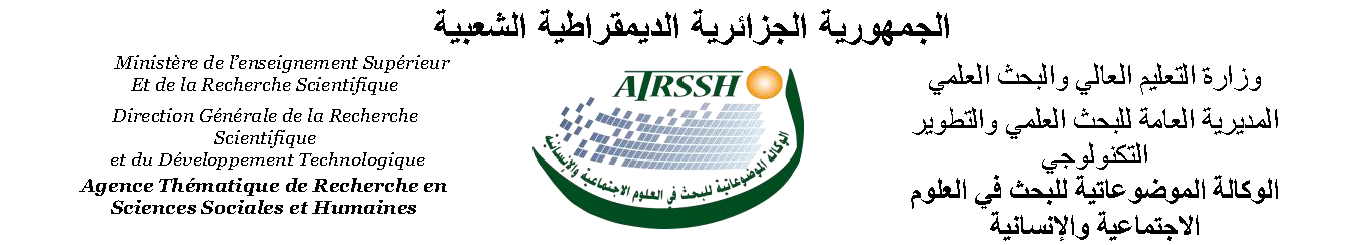 الجمهورية الجزائرية الديمقراطية الشعبية
Ministère de l'enseignement Supérieur
Et de la Recherche Scientifique
Direction Générale de la Recherche
Scientifique
et du Développement Technologique
Agence Thématique de Recherche en
Sciences Sociales et Humaines
ATRSSH
الوكالة الموضوعاتية للبحث في العلوم الاجتماعية والإنسانية
وزارة التعليم العالي والبحث العلمي
المديرية العامة للبحث العلمي والتطوير
التكنولوجي
الوكالة الموضوعاتية للبحث في العلوم
الاجتماعية والإنسانية